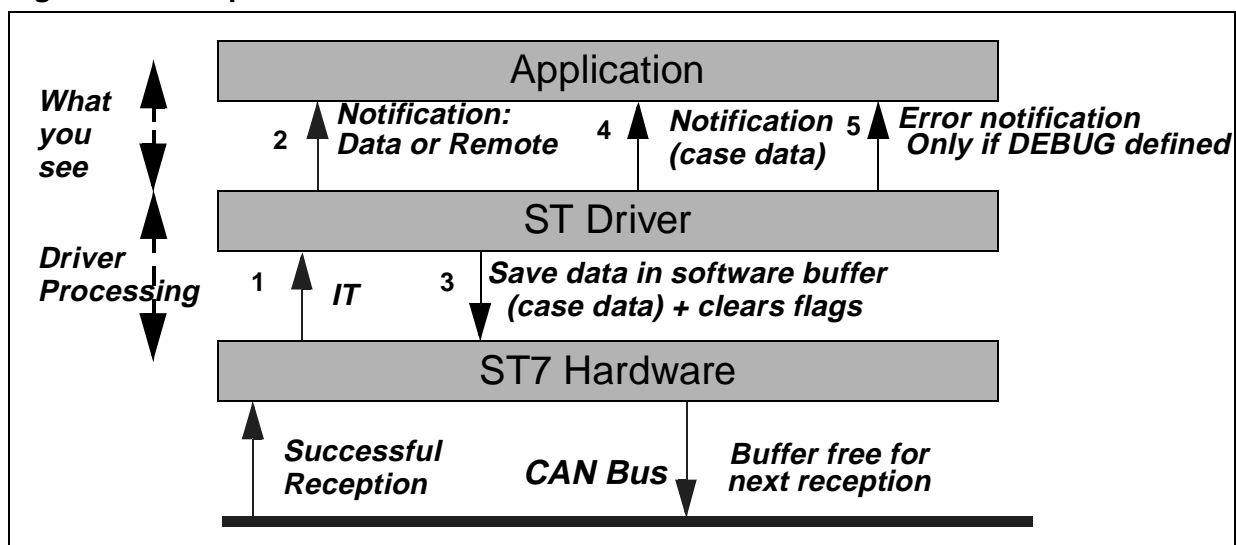 Application
What
you
see
2
Notification:
Data or Remote
4
Notification
(case data)
5
Error notification
Only if DEBUG defined
ST Driver
Driver
Processing
1
IT
3
Save data in software buffer
(case data) + clears flags
ST7 Hardware
Successful
Reception
CAN Bus
Buffer free for
next reception